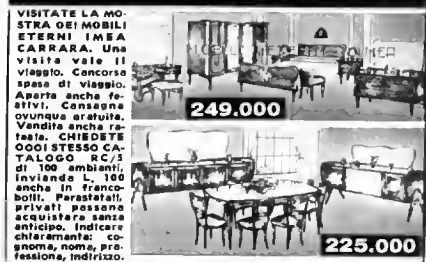 VISITATE LA MO-
STRA DEI MOBILI
ETERNI IMEA
CARRARA. Una
visita vale il
viaggio. Concorso
spese di viaggio.
Aperta anche fe-
stivi. Consegna
ovunque gratuita.
Vendita anche ra-
teale. CHIEDETE
OGGI STESSO CA-
TALOGO RC/5
di 100 ambienti,
inviando L. 100
anche in franco-
bolli. Parastatali,
privati possono
acquistare senza
anticipo. Indicare
chiaramente: co-
gnome, nome, pro-
fessione, indirizzo.
249.000
225.000